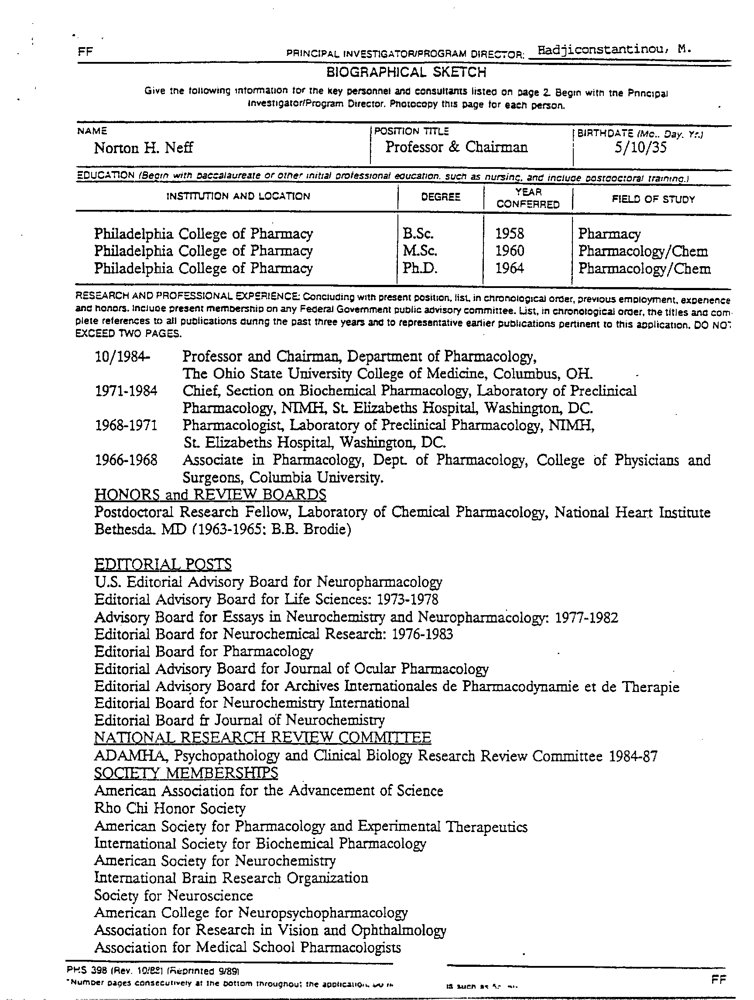 FF PRINCIPAL INVESTIGATOR/PROGRAM DIRECTOR: Hadjiconstantinou, M.
BIOGRAPHICAL SKETCH
Give the following information for the key personnel and consultants listed on page 2. Begin with the Principal
Investigator/Program Director. Photocopy this page for each person.
NAME POSITION TITLE BIRTHDATE (Mo., Day, Yr.)
Norton H. Neff Professor & Chairman 5/10/35
EDUCATION (Begin with baccalaureate or other initial professional education, such as nursing, and include postdoctoral training.)
INSTITUTION AND LOCATION DEGREE YEAR CONFERRED FIELD OF STUDY
Philadelphia College of Pharmacy B.Sc. 1958 Pharmacy
Philadelphia College of Pharmacy M.Sc. 1960 Pharmacology/Chem
Philadelphia College of Pharmacy Ph.D. 1964 Pharmacology/Chem
RESEARCH AND PROFESSIONAL EXPERIENCE: Concluding with present position, list, in chronological order, previous employment, experience
and honors. Include present membership on any Federal Government public advisory committee. List, in chronological order, the titles and com-
plete references to all publications during the past three years and to representative earlier publications pertinent to this application. DO NOT
EXCEED TWO PAGES.
10/1984- Professor and Chairman, Department of Pharmacology,
The Ohio State University College of Medicine, Columbus, OH.
1971-1984 Chief, Section on Biochemical Pharmacology, Laboratory of Preclinical
Pharmacology, NIMH, St. Elizabeths Hospital, Washington, DC.
1968-1971 Pharmacologist, Laboratory of Preclinical Pharmacology, NIMH,
St. Elizabeths Hospital, Washington, DC.
1966-1968 Associate in Pharmacology, Dept. of Pharmacology, College of Physicians and
Surgeons, Columbia University.
HONORS and REVIEW BOARDS
Postdoctoral Research Fellow, Laboratory of Chemical Pharmacology, National Heart Institute
Bethesda, MD (1963-1965; B.B. Brodie)
EDITORIAL POSTS
U.S. Editorial Advisory Board for Neuropharmacology
Editorial Advisory Board for Life Sciences: 1973-1978
Advisory Board for Essays in Neurochemistry and Neuropharmacology: 1977-1982
Editorial Board for Neurochemical Research: 1976-1983
Editorial Board for Pharmacology
Editorial Advisory Board for Journal of Ocular Pharmacology
Editorial Advisory Board for Archives Internationales de Pharmacodynamie et de Therapie
Editorial Board for Neurochemistry International
Editorial Board fr Journal of Neurochemistry
NATIONAL RESEARCH REVIEW COMMITTEE
ADAMHA, Psychopathology and Clinical Biology Research Review Committee 1984-87
SOCIETY MEMBERSHIPS
American Association for the Advancement of Science
Rho Chi Honor Society
American Society for Pharmacology and Experimental Therapeutics
International Society for Biochemical Pharmacology
American Society for Neurochemistry
International Brain Research Organization
Society for Neuroscience
American College for Neuropsychopharmacology
Association for Research in Vision and Ophthalmology
Association for Medical School Pharmacologists
PHS 398 (Rev. 10/88) (Reprinted 9/89)
*Number pages consecutively at the bottom throughout the application. such as FF